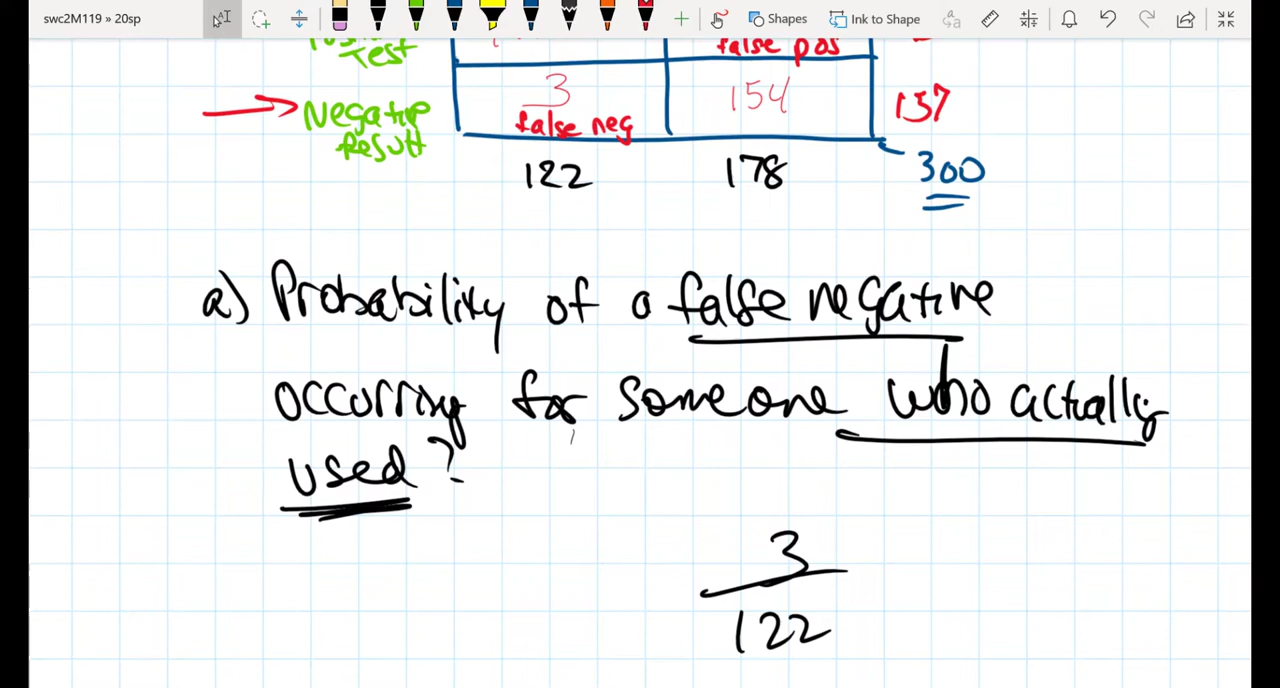 swc2M119 » 20sp
Shapes
Ink to Shape
Test
false pos
Negative
Result
3
false neg
154
157
122
178
300
a) Probability of a false negative
occurring for someone who actually
used?
3
122